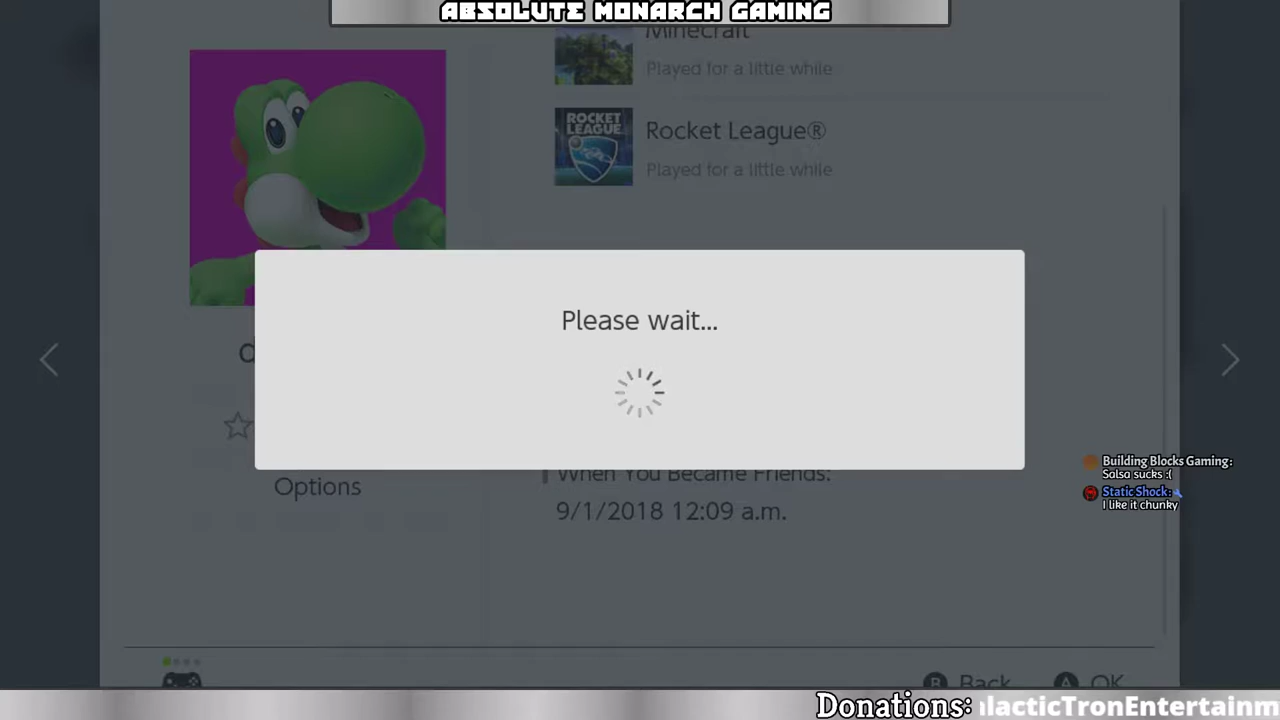 ABSOLUTE MONARCH GAMING
Minecraft
Played for a little while
ROCKET
LEAGUE
Rocket League®
Played for a little while
Please wait...
When You Became Friends:
Options
9/1/2018 12:09 a.m.
Building Blocks Gaming:
Salsa sucks :(
Static Shock:
I like it chunky
B Back
A OK
Donations:
lacticTronEntertainm